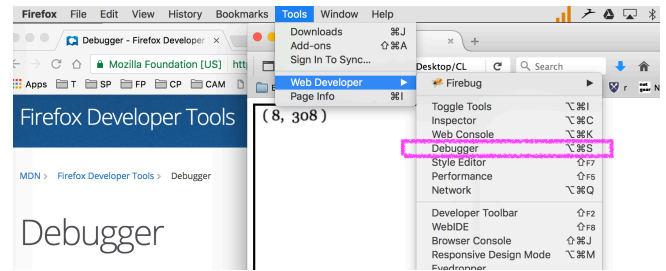 Firefox File Edit View History Bookmarks Tools Window Help
Debugger - Firefox Developer ×
Mozilla Foundation [US]
Apps T SP FP CP CAM
Firefox Developer Tools
MDN > Firefox Developer Tools > Debugger
Debugger
Downloads ⌘J
Add-ons ⇧⌘A
Sign In To Sync...
Web Developer ▶
Page Info ⌘I
× +
Desktop/CL C Search
(8, 308)
Firebug ▶
Toggle Tools ⌥⌘I
Inspector ⌥⌘C
Web Console ⌥⌘K
Debugger ⌥⌘S
Style Editor ⇧F7
Performance ⇧F5
Network ⌥⌘Q
Developer Toolbar ⇧F2
WebIDE ⇧F8
Browser Console ⇧⌘J
Responsive Design Mode ⌥⌘M
Eyedropper